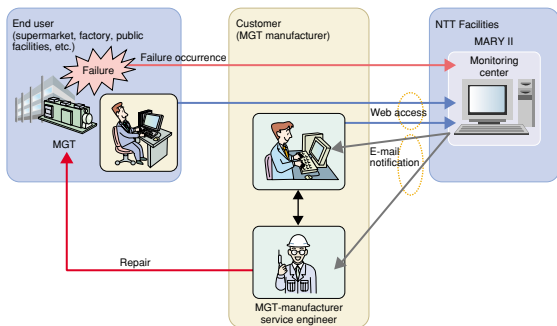 End user
(supermarket, factory, public
facilities, etc.)
Failure
MGT
Customer
(MGT manufacturer)
NTT Facilities
MARY II
Monitoring
center
Failure occurrence
Web access
E-mail
notification
Repair
MGT-manufacturer
service engineer